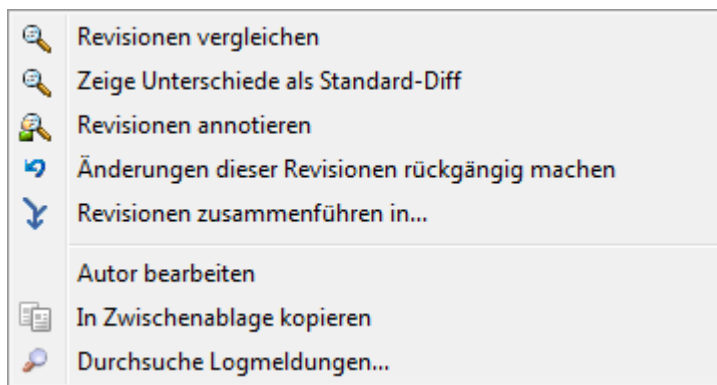 Revisionen vergleichen
Zeige Unterschiede als Standard-Diff
Revisionen annotieren
Änderungen dieser Revisionen rückgängig machen
Revisionen zusammenführen in...
Autor bearbeiten
In Zwischenablage kopieren
Durchsuche Logmeldungen...